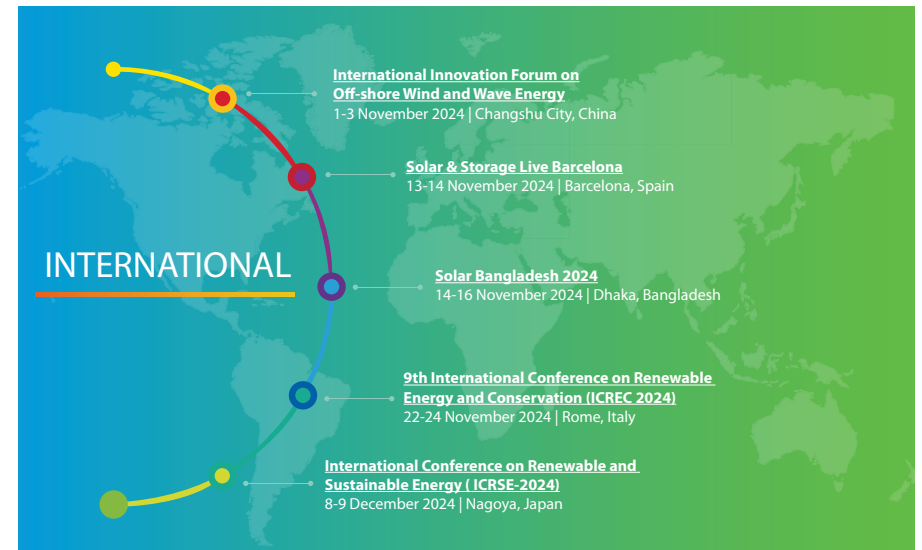 International Innovation Forum on
Off-shore Wind and Wave Energy
1-3 November 2024 | Changshu City, China
Solar & Storage Live Barcelona
13-14 November 2024 | Barcelona, Spain
INTERNATIONAL
Solar Bangladesh 2024
14-16 November 2024 | Dhaka, Bangladesh
9th International Conference on Renewable
Energy and Conservation (ICREC 2024)
22-24 November 2024 | Rome, Italy
International Conference on Renewable and
Sustainable Energy ( ICRSE-2024)
8-9 December 2024 | Nagoya, Japan